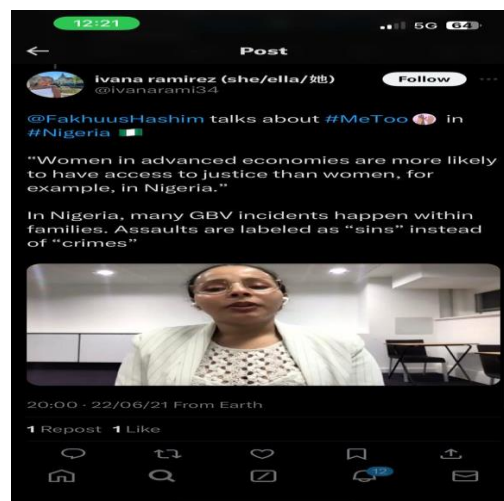 12:21
5G 64
Post
ivana ramirez (she/ella/她)
@ivanarami34
Follow
@FakhuusHashim talks about #MeToo in
#Nigeria
"Women in advanced economies are more likely
to have access to justice than women, for
example, in Nigeria."
In Nigeria, many GBV incidents happen within
families. Assaults are labeled as “sins” instead
of “crimes”
20:00 · 22/06/21 From Earth
1 Repost 1 Like
12